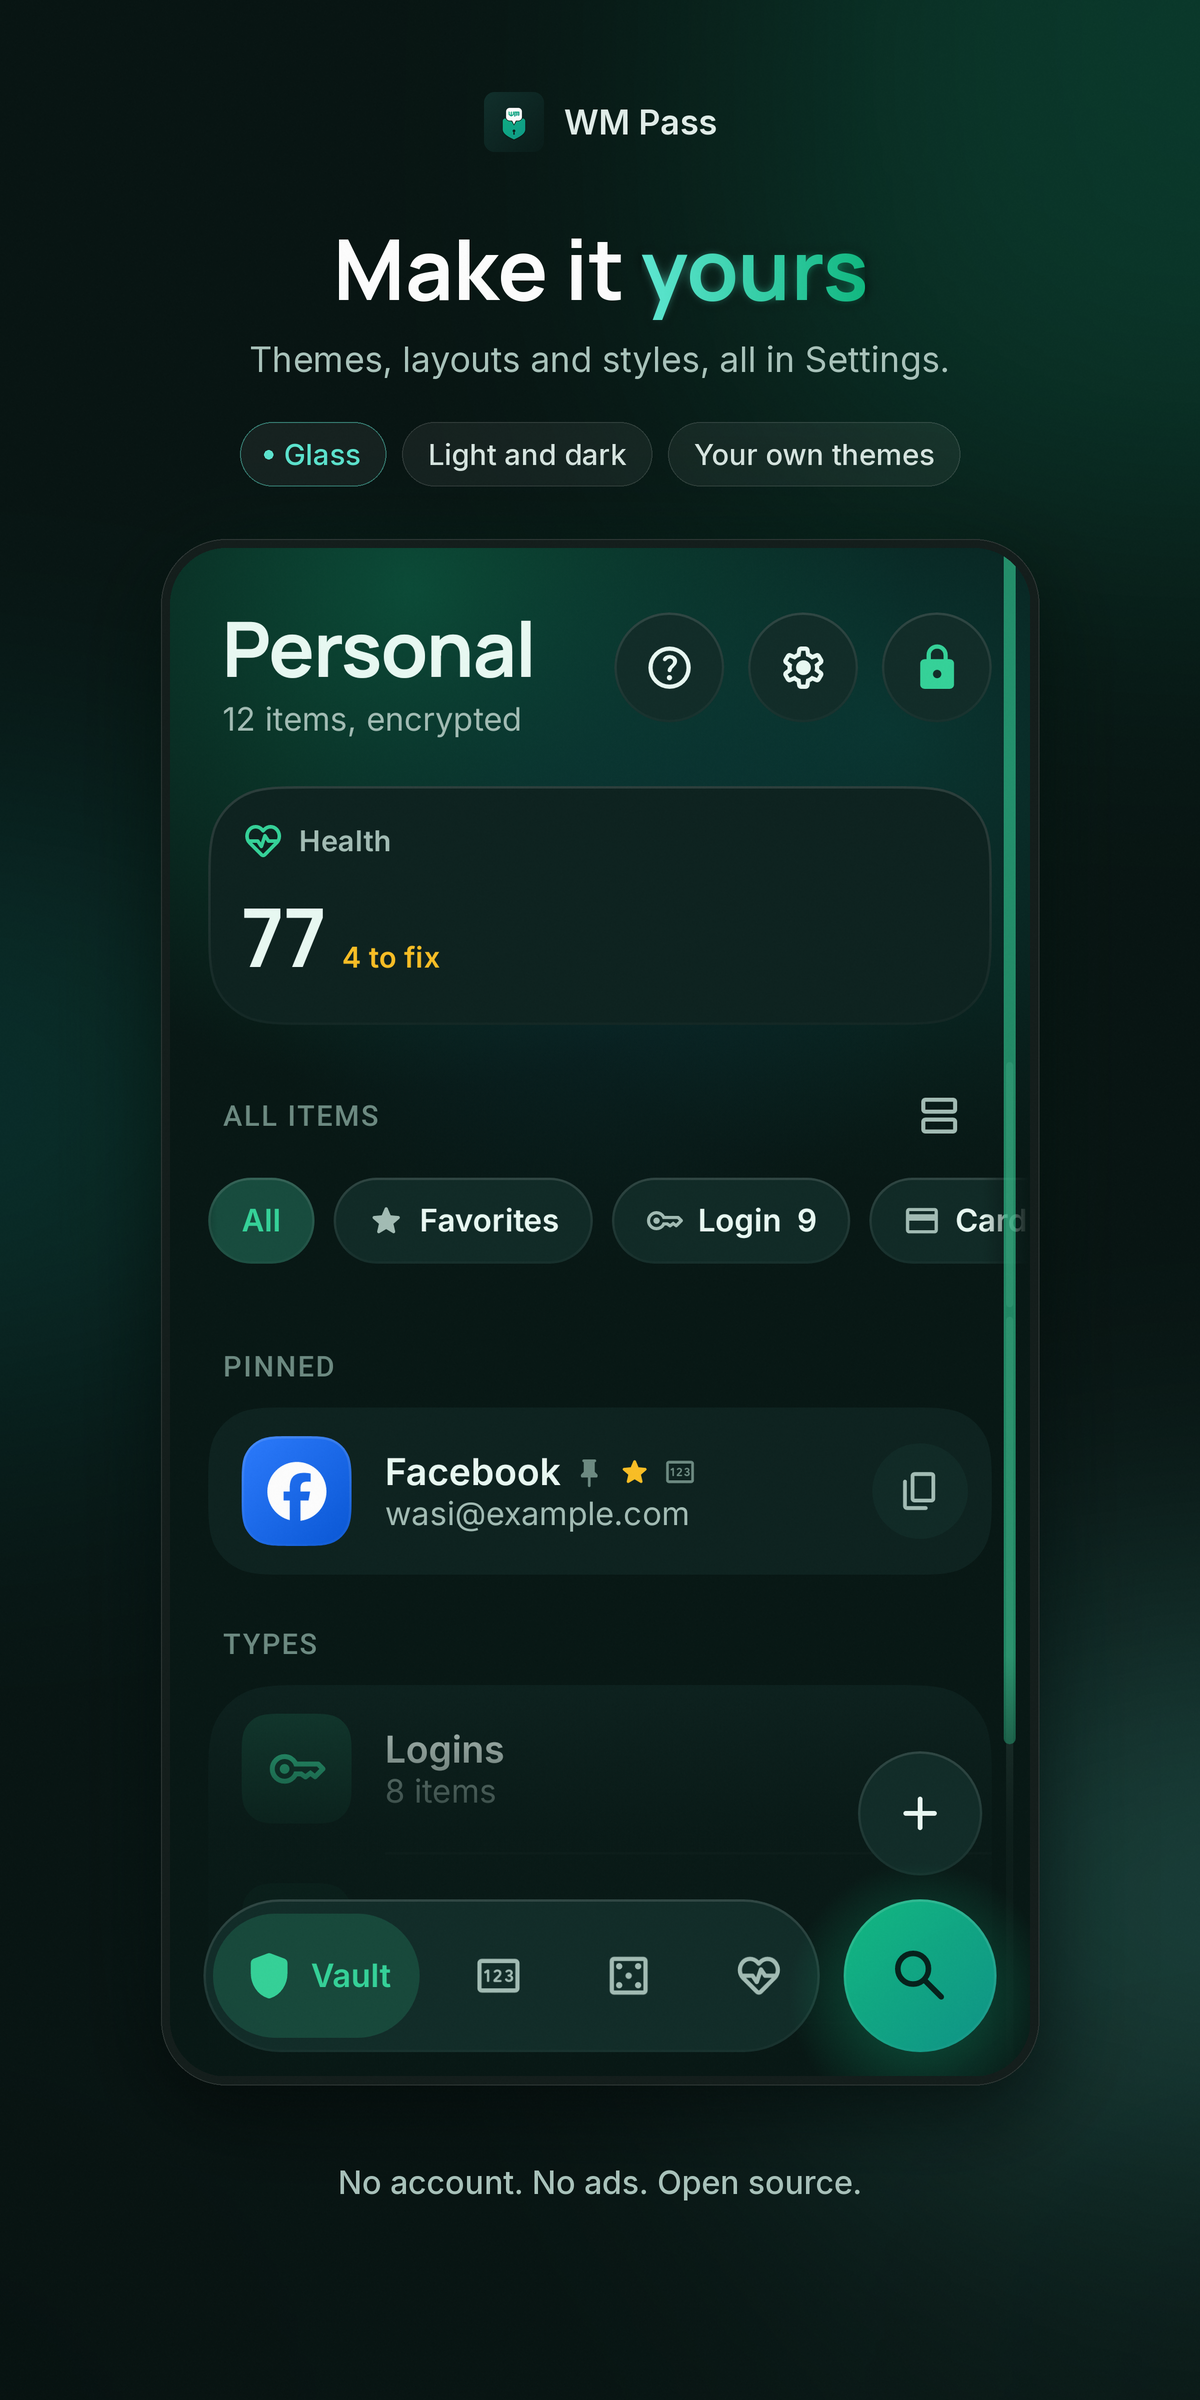 WM Pass
Make it yours
Themes, layouts and styles, all in Settings.
• Glass
Light and dark
Your own themes
Personal
12 items, encrypted
Health
77 4 to fix
ALL ITEMS
All
Favorites
Login 9
Card
PINNED
Facebook 123
wasi@example.com
TYPES
Logins
8 items
Vault
123
No account. No ads. Open source.